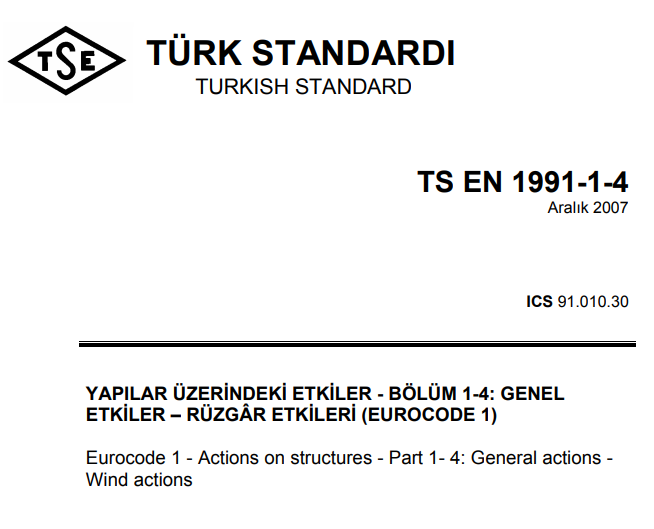 TSE
TÜRK STANDARDI
TURKISH STANDARD
TS EN 1991-1-4
Aralık 2007
ICS 91.010.30
YAPILAR ÜZERİNDEKİ ETKİLER - BÖLÜM 1-4: GENEL
ETKİLER – RÜZGÂR ETKİLERİ (EUROCODE 1)
Eurocode 1 - Actions on structures - Part 1- 4: General actions -
Wind actions